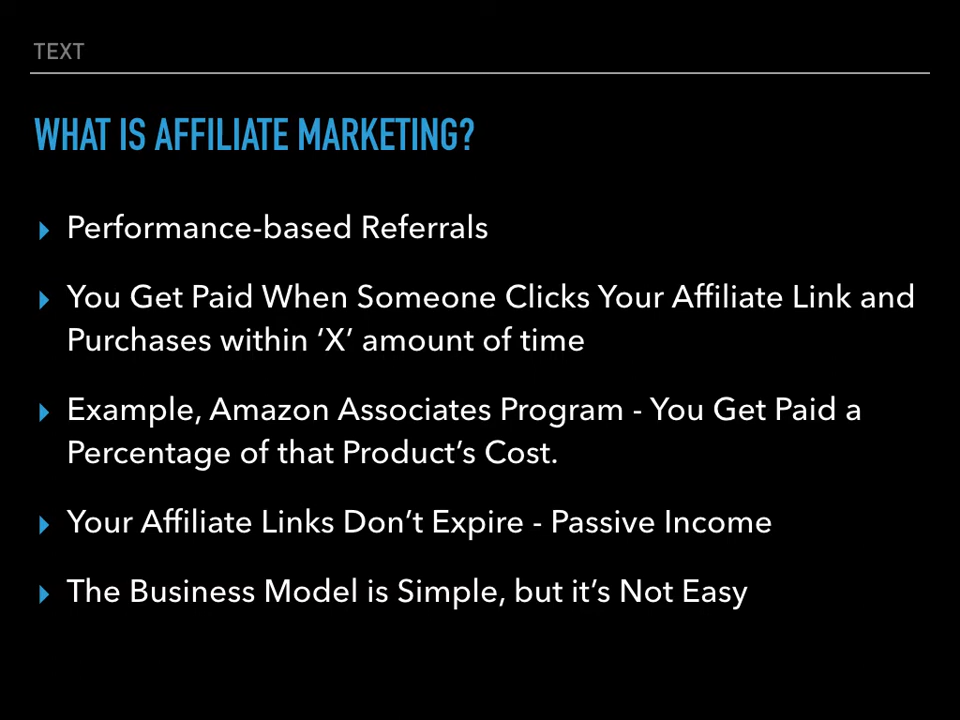 TEXT
WHAT IS AFFILIATE MARKETING?
▸ Performance-based Referrals
▸ You Get Paid When Someone Clicks Your Affiliate Link and
Purchases within ‘X’ amount of time
▸ Example, Amazon Associates Program - You Get Paid a
Percentage of that Product’s Cost.
▸ Your Affiliate Links Don’t Expire - Passive Income
▸ The Business Model is Simple, but it’s Not Easy